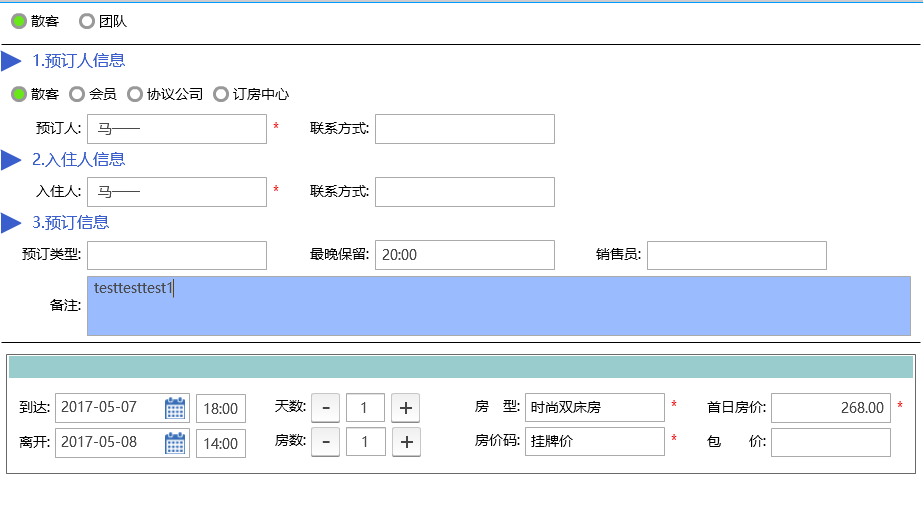 散客 团队
1.预订人信息
散客 会员 协议公司 订房中心
预订人: 马一一 * 联系方式:
2.入住人信息
入住人: 马一一 * 联系方式:
3.预订信息
预订类型: 最晚保留: 20:00 销售员:
备注: testtesttest1
到达: 2017-05-07 18:00 天数: - 1 + 房 型: 时尚双床房 * 首日房价: 268.00 *
离开: 2017-05-08 14:00 房数: - 1 + 房价码: 挂牌价 * 包 价: